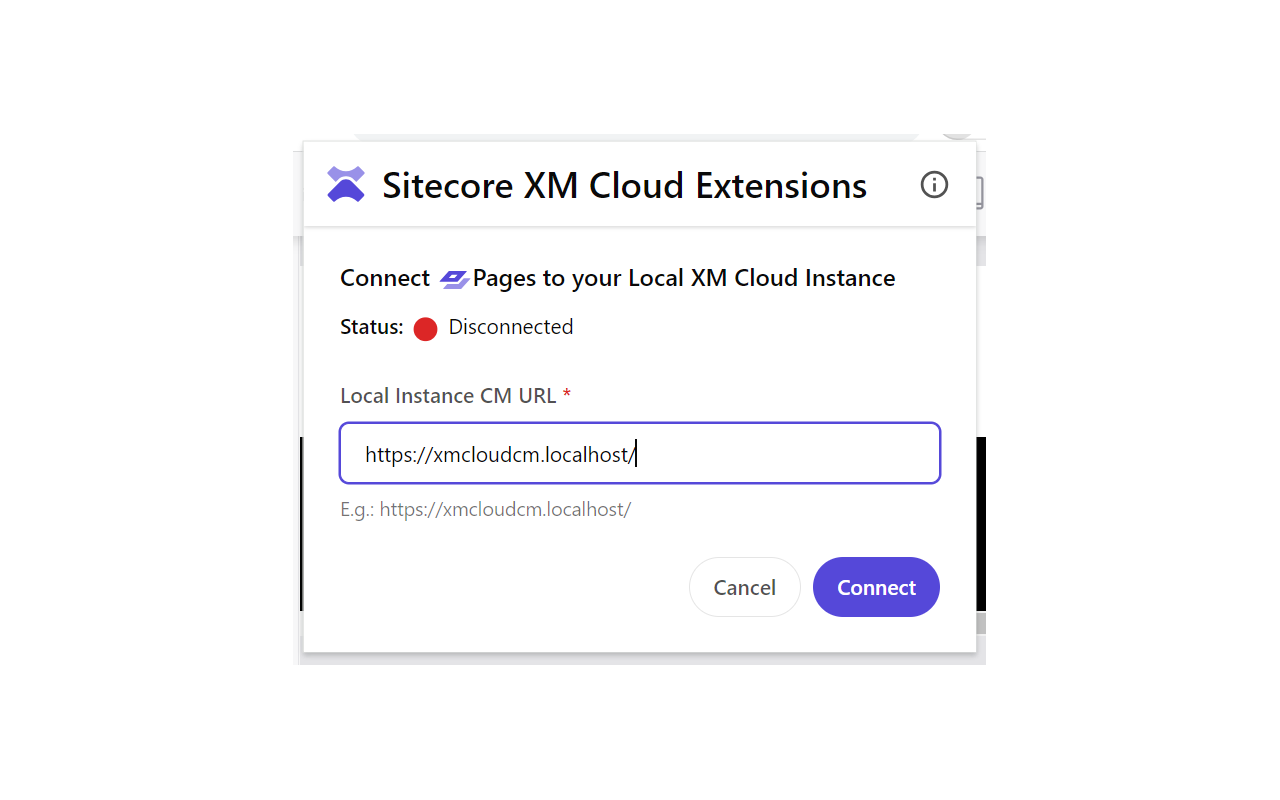 Sitecore XM Cloud Extensions
Connect Pages to your Local XM Cloud Instance
Status: Disconnected
Local Instance CM URL *
https://xmcloudcm.localhost/
E.g.: https://xmcloudcm.localhost/
Cancel Connect